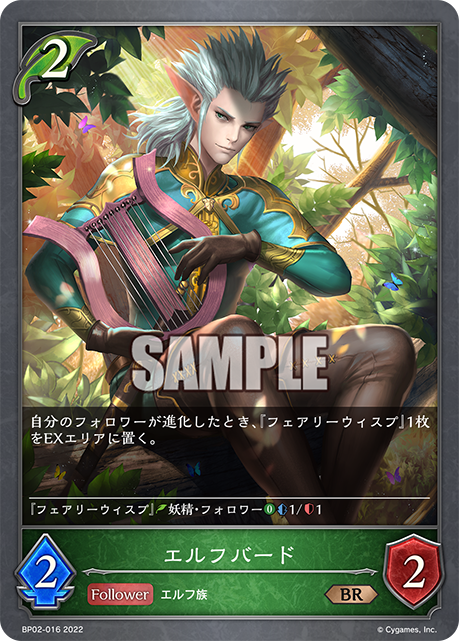 2
SAMPLE
自分のフォロワーが進化したとき、『フェアリーウィスプ』1枚
をEXエリアに置く。
『フェアリーウィスプ』 妖精・フォロワー 0 1/1
エルフバード
2
Follower エルフ族
BR
2
BP02-016 2022
© Cygames, Inc.